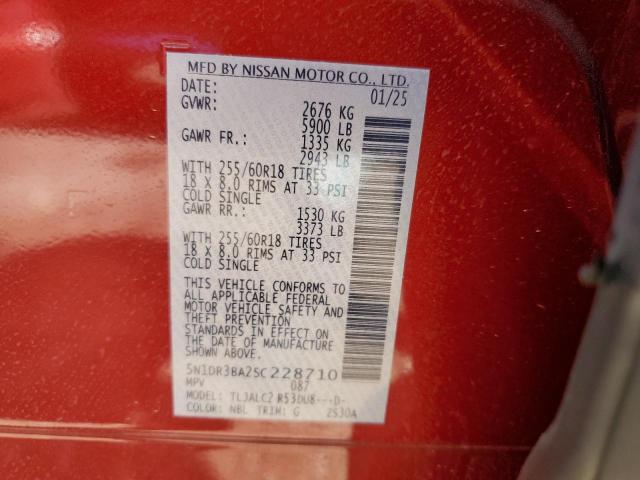 MFD BY NISSAN MOTOR CO., LTD.
DATE: 01/25
GVWR: 2676 KG
5900 LB
GAWR FR.: 1335 KG
2943 LB
WITH 255/60R18 TIRES
18 X 8.0 RIMS AT 33 PSI
COLD SINGLE
GAWR RR.: 1530 KG
3373 LB
WITH 255/60R18 TIRES
18 X 8.0 RIMS AT 33 PSI
COLD SINGLE
THIS VEHICLE CONFORMS TO
ALL APPLICABLE FEDERAL
MOTOR VEHICLE SAFETY AND
THEFT PREVENTION
STANDARDS IN EFFECT ON
THE DATE OF MANUFACTURE
SHOWN ABOVE.
5N1DR3BA2SC228710
MPV 087
MODEL: TL3ALC2 R53DU8---D-
COLOR: NBL TRIM: G 2S30A